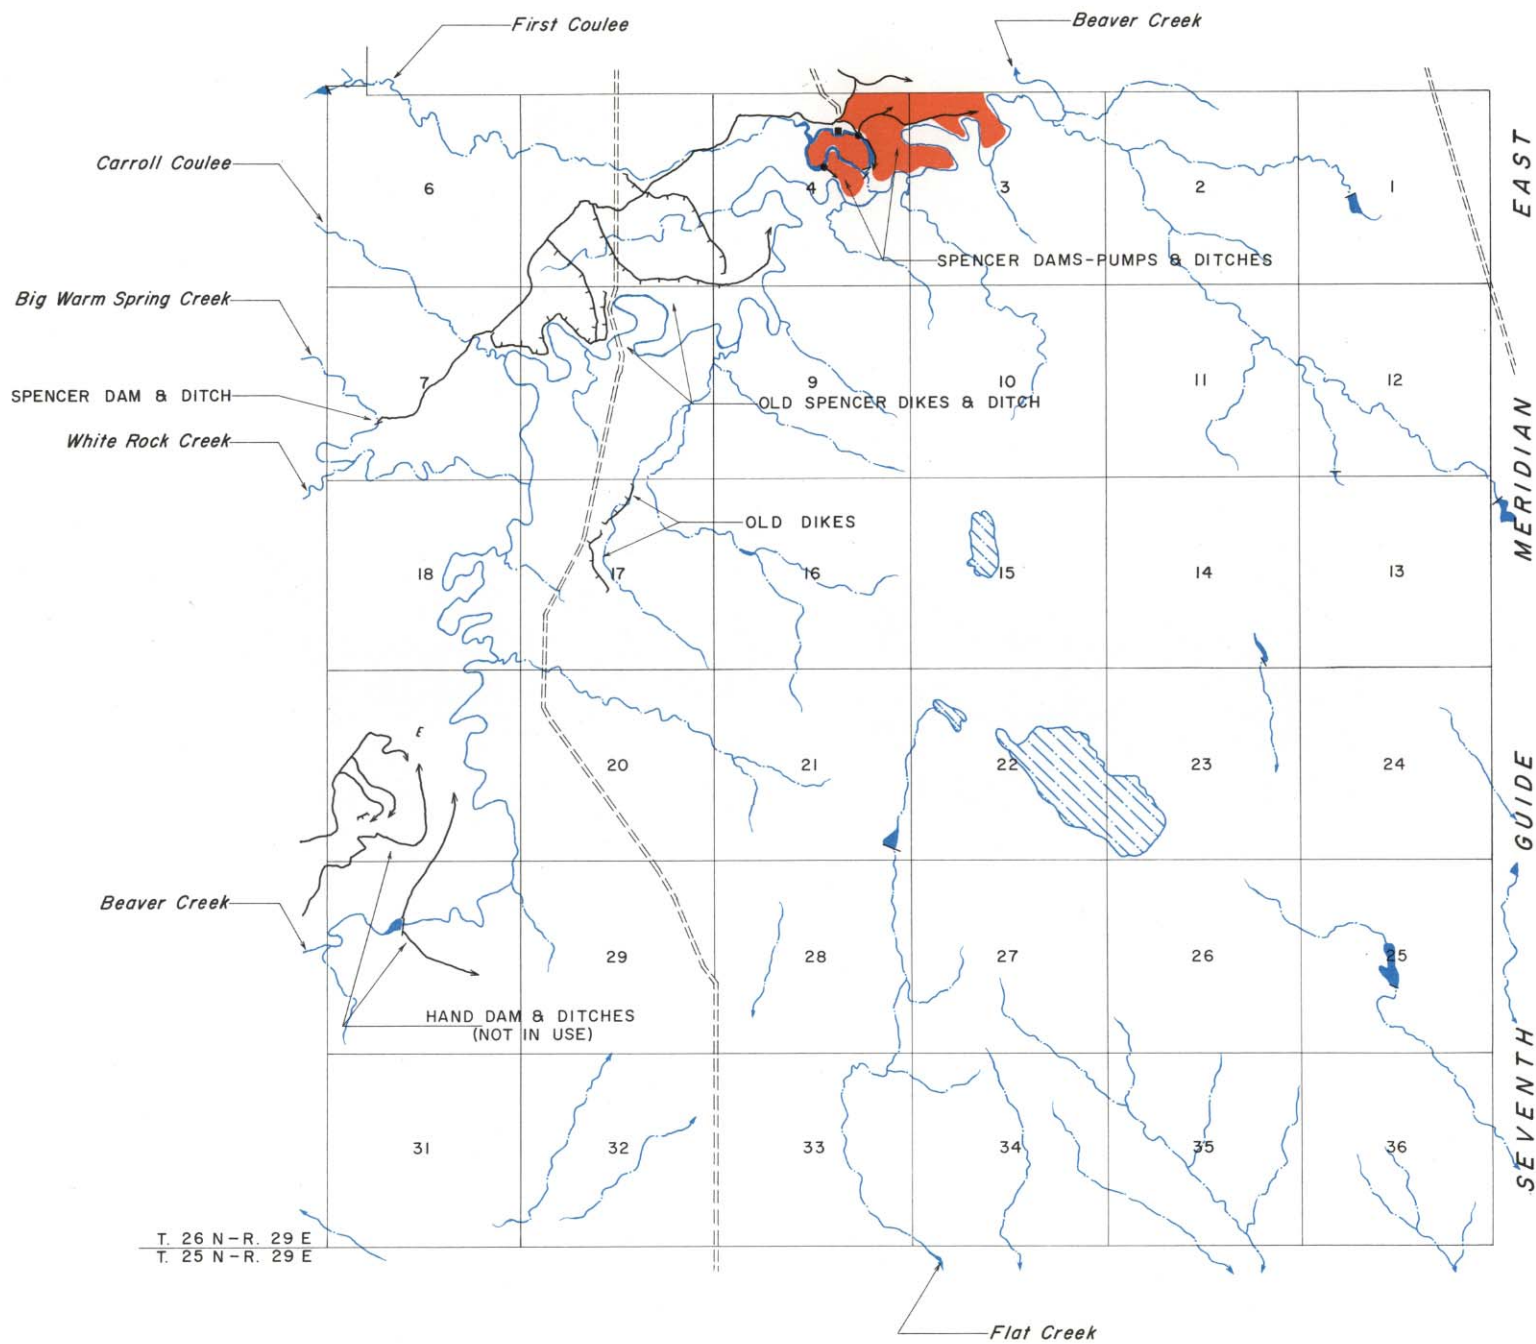 First Coulee
Beaver Creek
Carroll Coulee
6
4
3
2
1
EAST
SPENCER DAMS-PUMPS & DITCHES
Big Warm Spring Creek
7
9
10
11
12
SPENCER DAM & DITCH
OLD SPENCER DIKES & DITCH
White Rock Creek
MERIDIAN
OLD DIKES
18
17
16
15
14
13
E
20
21
22
23
24
GUIDE
Beaver Creek
29
28
27
26
25
HAND DAM & DITCHES
(NOT IN USE)
31
32
33
34
35
36
SEVENTH
T. 26 N-R. 29 E
T. 25 N-R. 29 E
Flat Creek